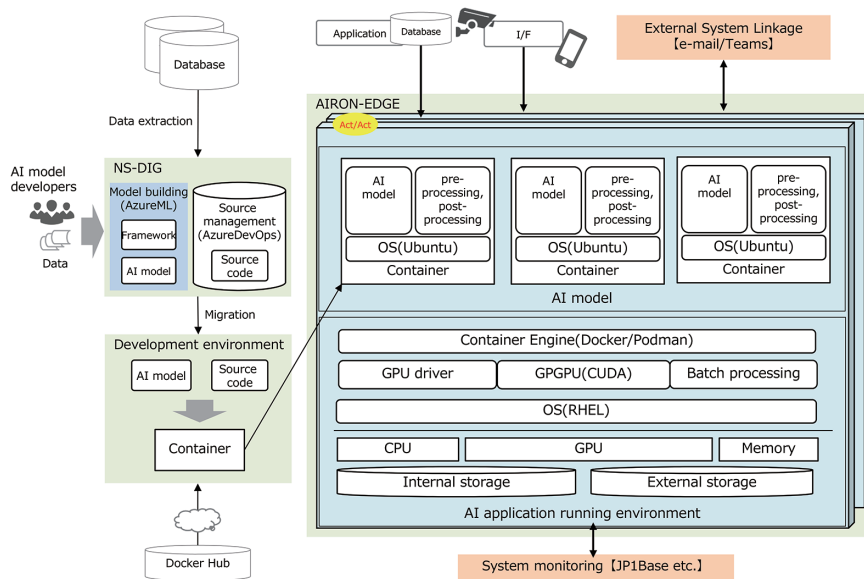 Database
Data extraction
AI model
developers
Data
NS-DIG
Model building
(AzureML)
Framework
AI model
Source
management
(AzureDevOps)
Source
code
Migration
Development environment
AI model
Source
code
Container
Docker Hub
Application
Database
I/F
External System Linkage
【e-mail/Teams】
AIRON-EDGE
Act/Act
AI
model
pre-
processing,
post-
processing
OS(Ubuntu)
Container
AI
model
pre-
processing,
post-
processing
OS(Ubuntu)
Container
AI
model
pre-
processing,
post-
processing
OS(Ubuntu)
Container
AI model
Container Engine(Docker/Podman)
GPU driver
GPGPU(CUDA)
Batch processing
OS(RHEL)
CPU
GPU
Memory
Internal storage
External storage
AI application running environment
System monitoring【JP1Base etc.】